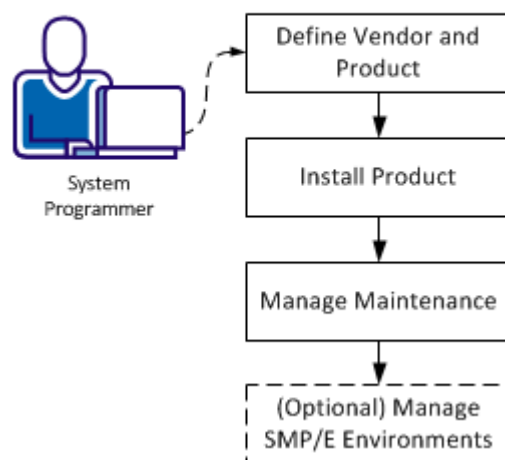 Define Vendor and
Product
System
Programmer
Install Product
Manage Maintenance
(Optional) Manage
SMP/E Environments